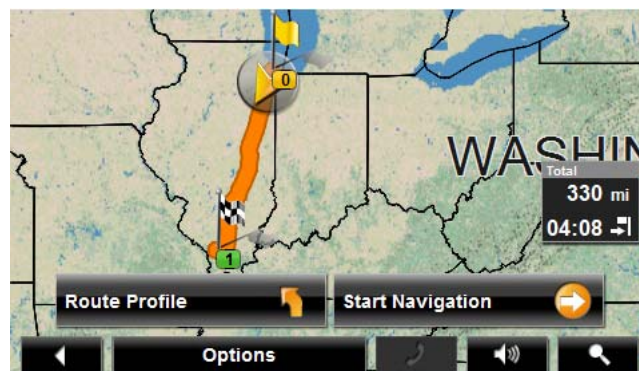 0
WASHIN
Total
330 mi
04:08
1
Route Profile
Start Navigation
Options